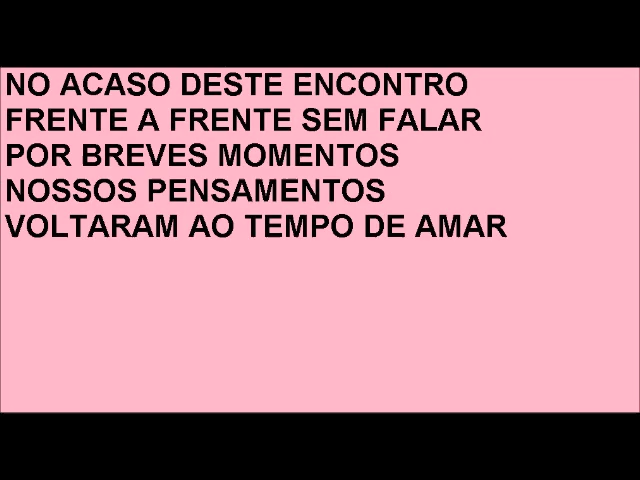 NO ACASO DESTE ENCONTRO
FRENTE A FRENTE SEM FALAR
POR BREVES MOMENTOS
NOSSOS PENSAMENTOS
VOLTARAM AO TEMPO DE AMAR